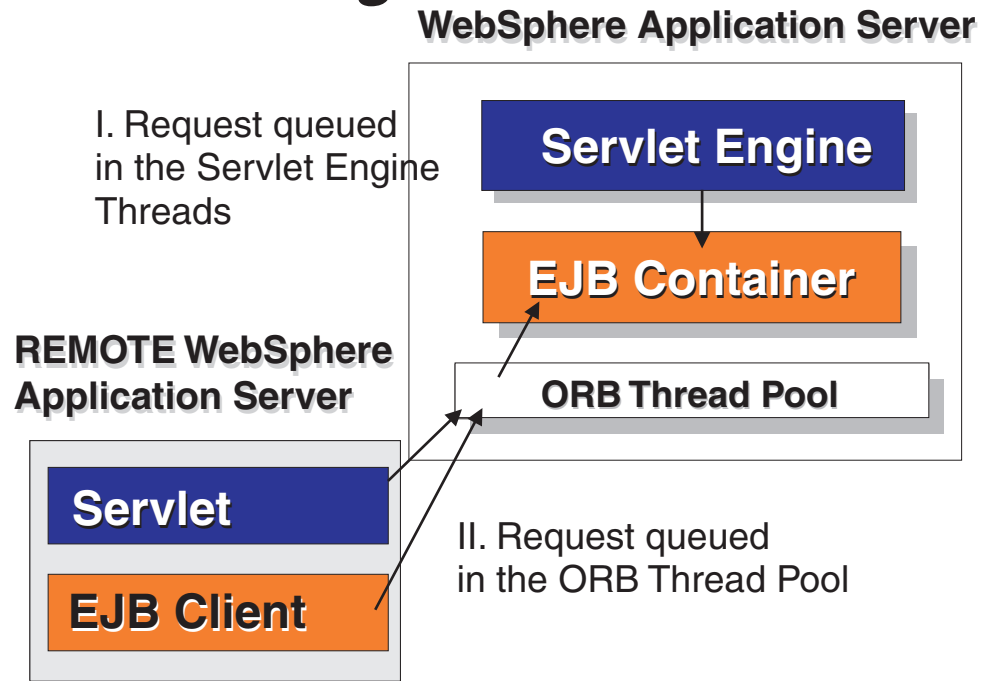 WebSphere Application Server
I. Request queued
in the Servlet Engine
Threads
Servlet Engine
EJB Container
ORB Thread Pool
REMOTE WebSphere
Application Server
Servlet
EJB Client
II. Request queued
in the ORB Thread Pool